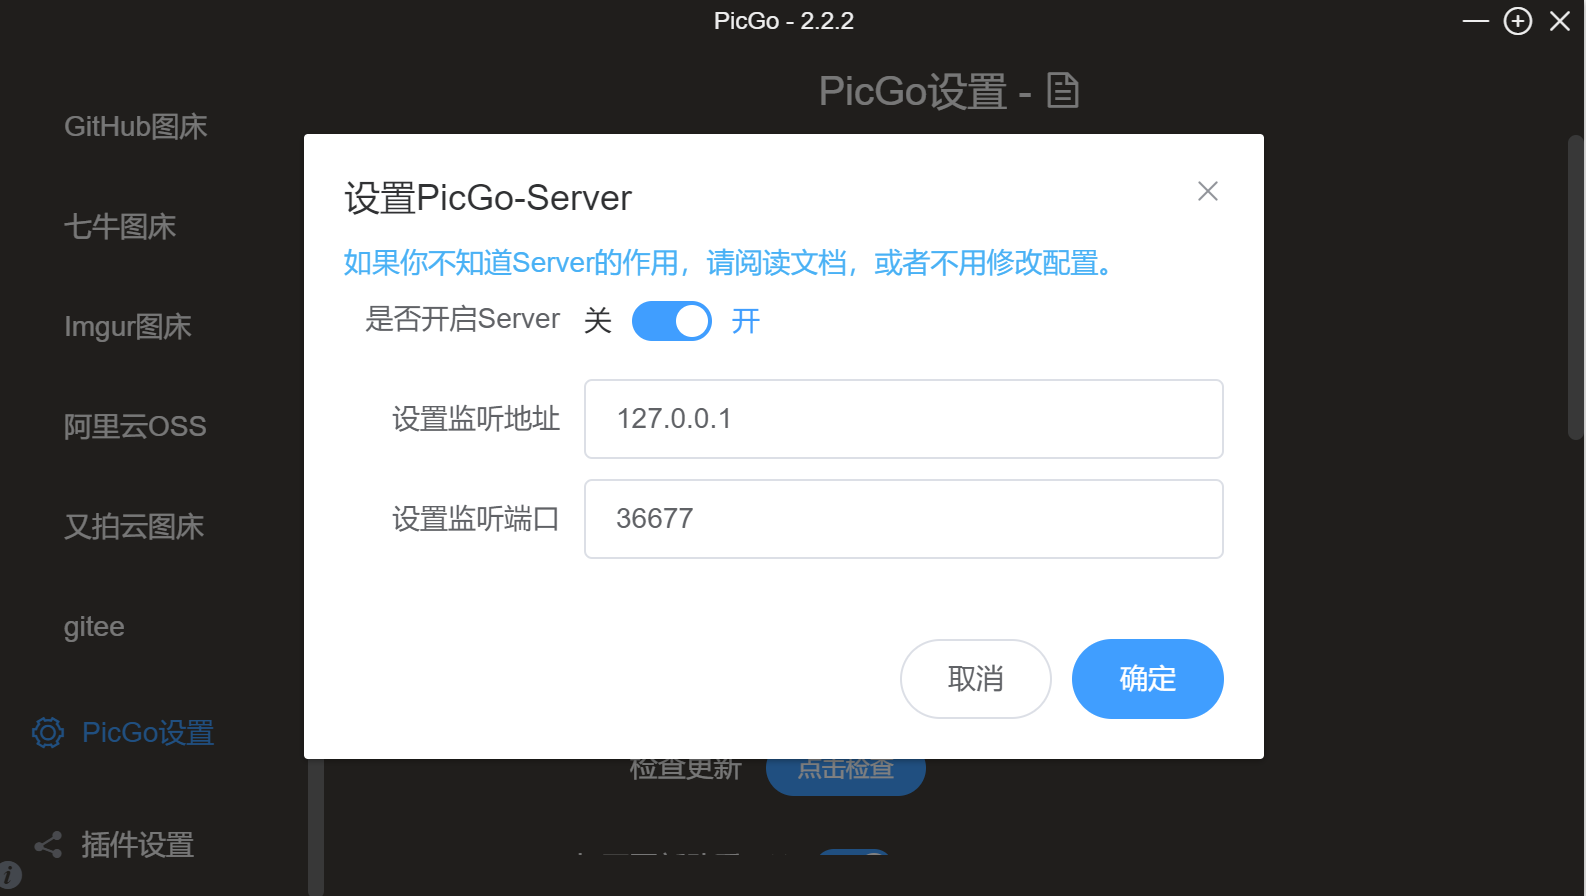 PicGo - 2.2.2
PicGo设置 -
GitHub图床
七牛图床
Imgur图床
阿里云OSS
又拍云图床
gitee
PicGo设置
插件设置
设置PicGo-Server
如果你不知道Server的作用，请阅读文档，或者不用修改配置。
是否开启Server 关 开
设置监听地址 127.0.0.1
设置监听端口 36677
取消 确定
检查更新 点击检查